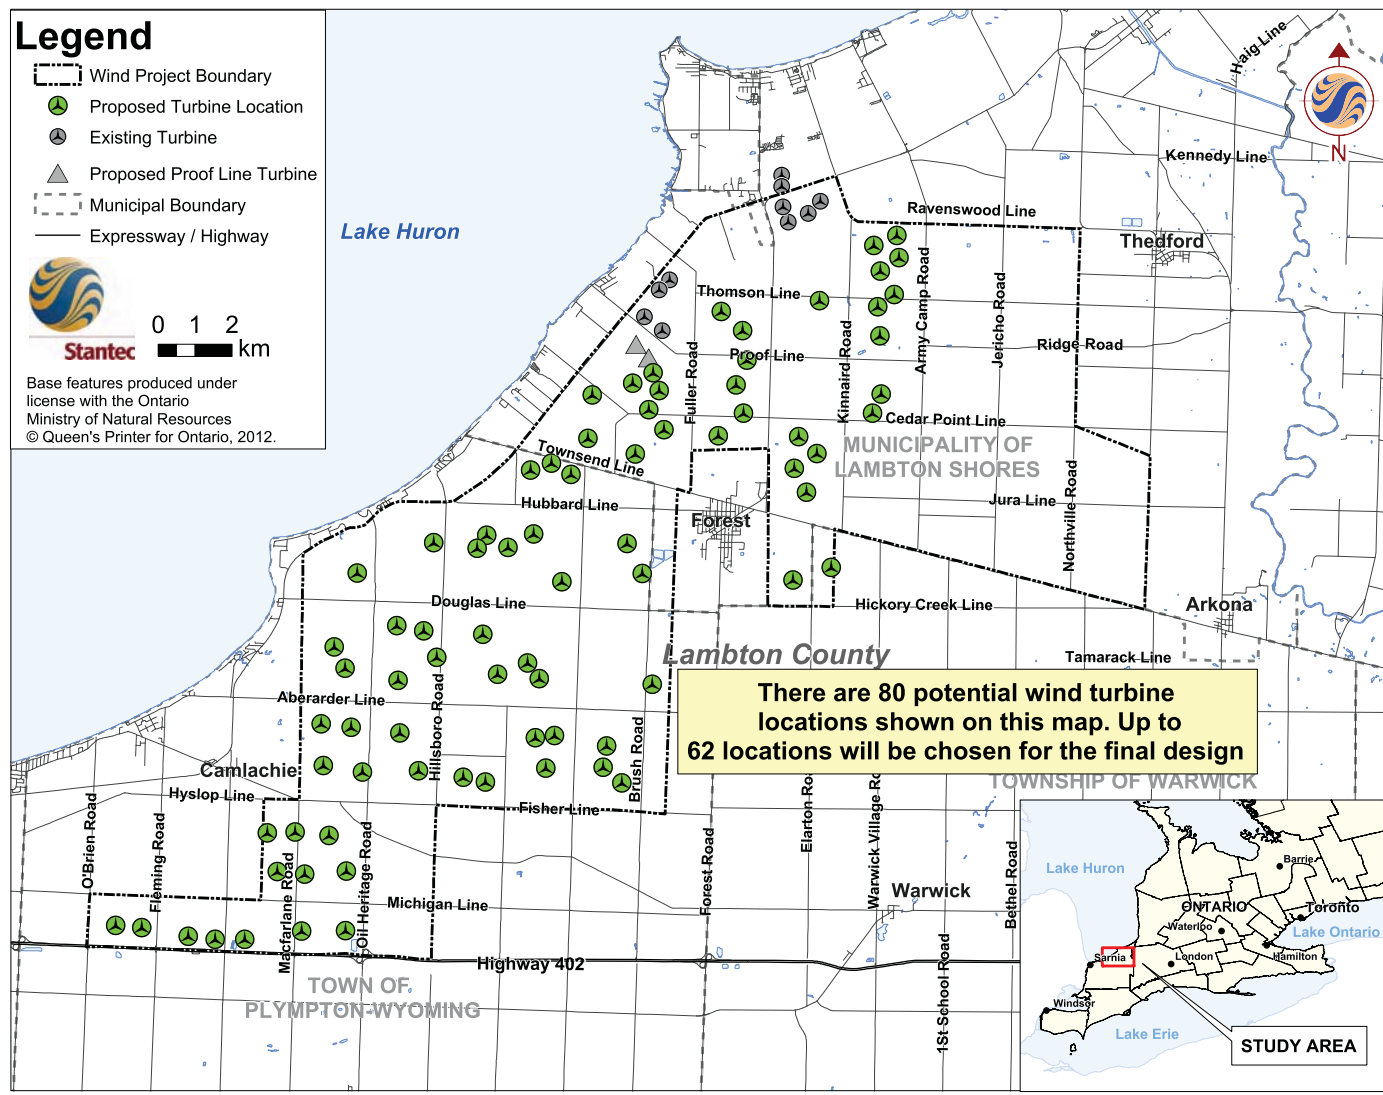 Legend
Wind Project Boundary
Proposed Turbine Location
Existing Turbine
Proposed Proof Line Turbine
Municipal Boundary
Expressway / Highway
Stantec
0 1 2
km
Base features produced under
license with the Ontario
Ministry of Natural Resources
© Queen's Printer for Ontario, 2012.
Lake Huron
Haig Line
N
Kennedy Line
Ravenswood Line
Thedford
Thomson Line
Army Camp Road
Jericho Road
Kinnaird Road
Fuller Road
Proof Line
Ridge Road
Cedar Point Line
MUNICIPALITY OF
LAMBTON SHORES
Townsend Line
Hubbard Line
Jura Line
Northville Road
Forest
Douglas Line
Hickory Creek Line
Arkona
Lambton County
Tamarack Line
Aberarder Line
Hillsboro Road
Brush Road
There are 80 potential wind turbine
locations shown on this map. Up to
62 locations will be chosen for the final design
TOWNSHIP OF WARWICK
Camlachie
Hyslop Line
Fisher Line
O'Brien Road
Fleming Road
Macfarlane Road
Oil Heritage Road
Forest Road
Elarton Ro
Warwick Village Ro
Bethel Road
Michigan Line
Warwick
Highway 402
1St School Road
TOWN OF
PLYMPTON-WYOMING
Lake Huron
Barrie
ONTARIO
Toronto
Waterloo
Lake Ontario
Sarnia
London
Hamilton
Windsor
Lake Erie
STUDY AREA